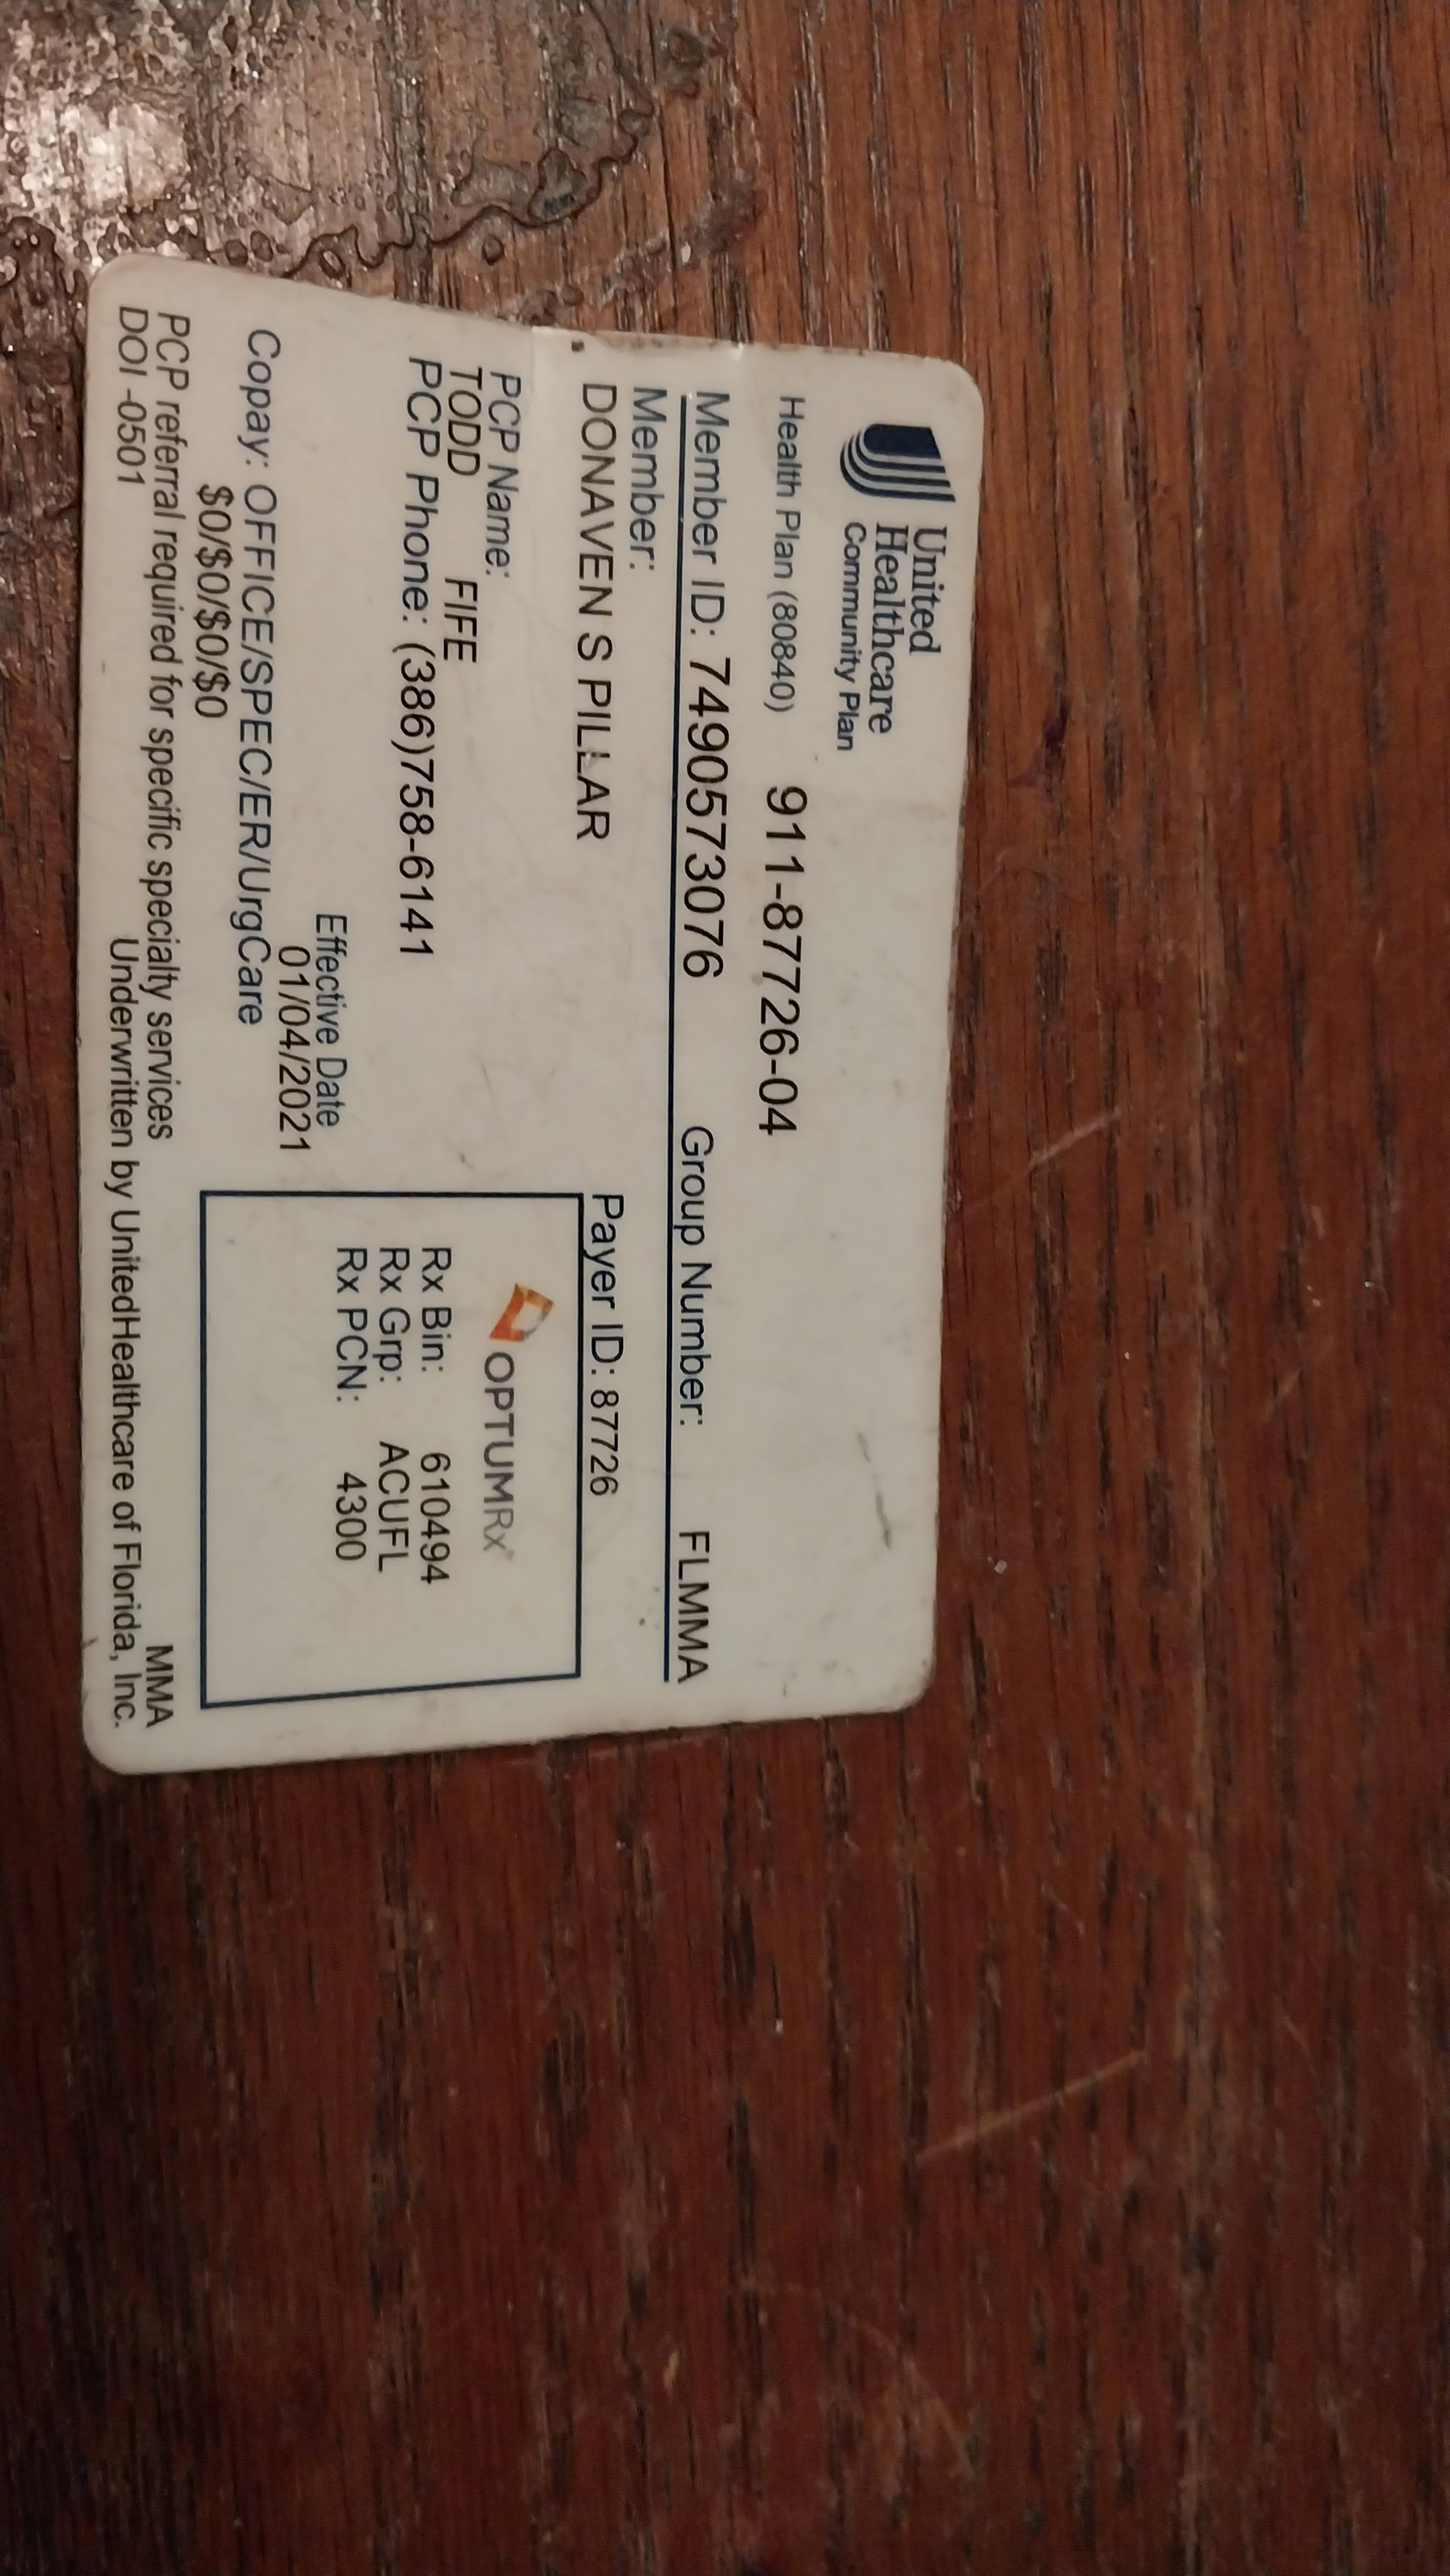 United
Healthcare
Community Plan
Health Plan (80840) 911-87726-04
Member ID: 7490573076 Group Number: FLMMA
Member:
DONAVEN S PILLAR
Payer ID: 87726
PCP Name:
TODD FIFE
PCP Phone: (386)758-6141
OPTUMRx
Rx Bin: 610494
Rx Grp: ACUFL
Rx PCN: 4300
Effective Date
01/04/2021
Copay: OFFICE/SPEC/ER/UrgCare
$0/$0/$0/$0
PCP referral required for specific specialty services MMA
DOI -0501 Underwritten by UnitedHealthcare of Florida, Inc.